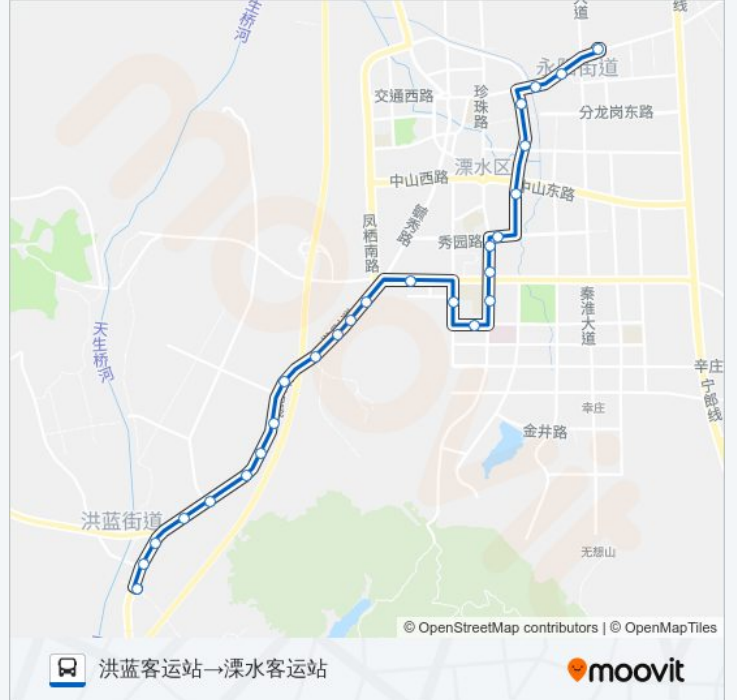 生桥河
大道
线
永阳街道
交通西路
珍珠路
分龙岗东路
溧水区
中山西路
中山东路
毓秀路
凤栖南路
秀园路
天生桥河
秦淮大道
辛庄
宁郎线
幸庄
金井路
洪蓝街道
无想山
© OpenStreetMap contributors | © OpenMapTiles
洪蓝客运站→溧水客运站
moovit